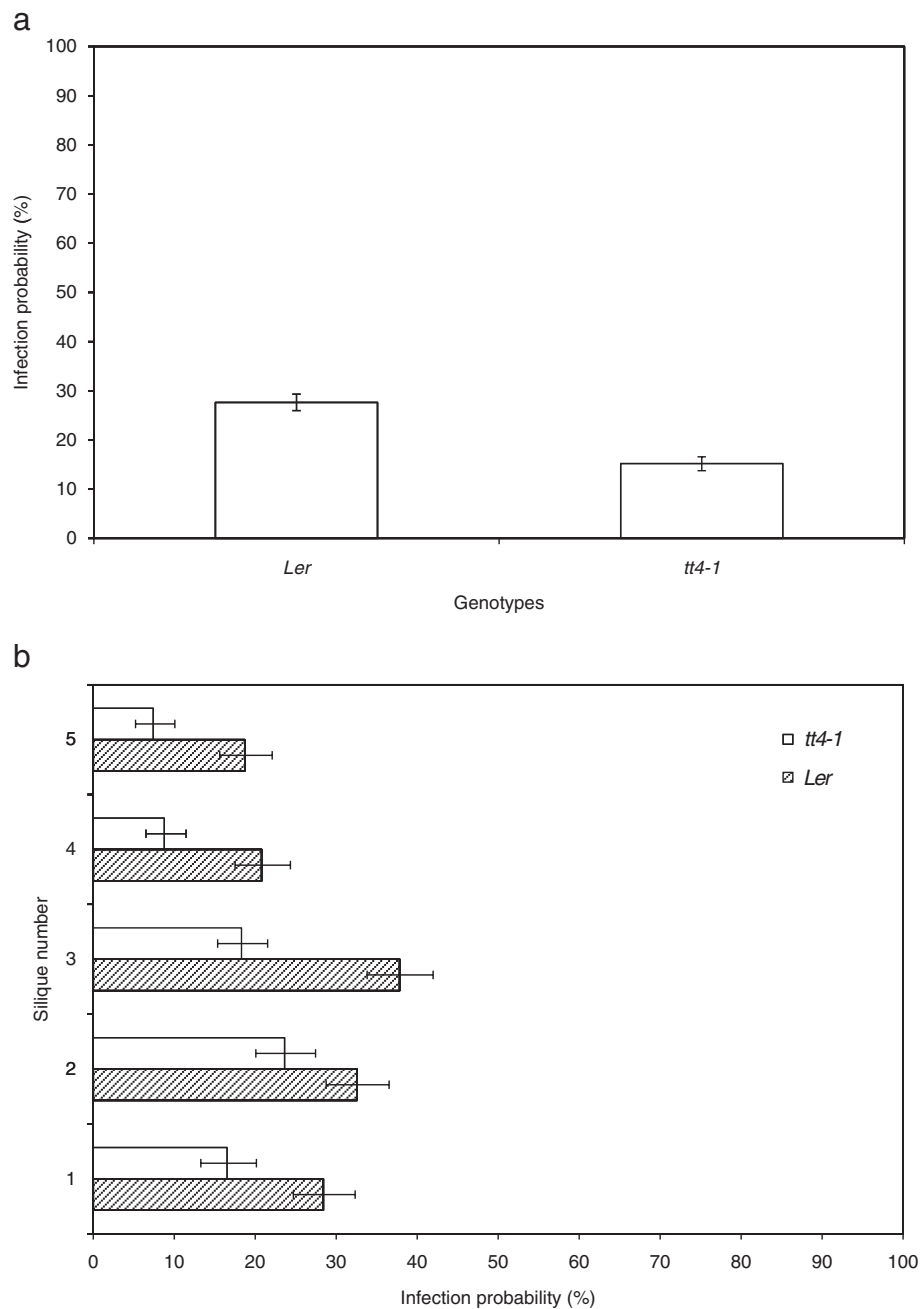 a
100
90
80
70
60
50
40
30
20
10
0
Infection probability (%)
Ler
tt4-1
Genotypes
b
5
4
3
2
1
Silique number
tt4-1
Ler
0 10 20 30 40 50 60 70 80 90 100
Infection probability (%)